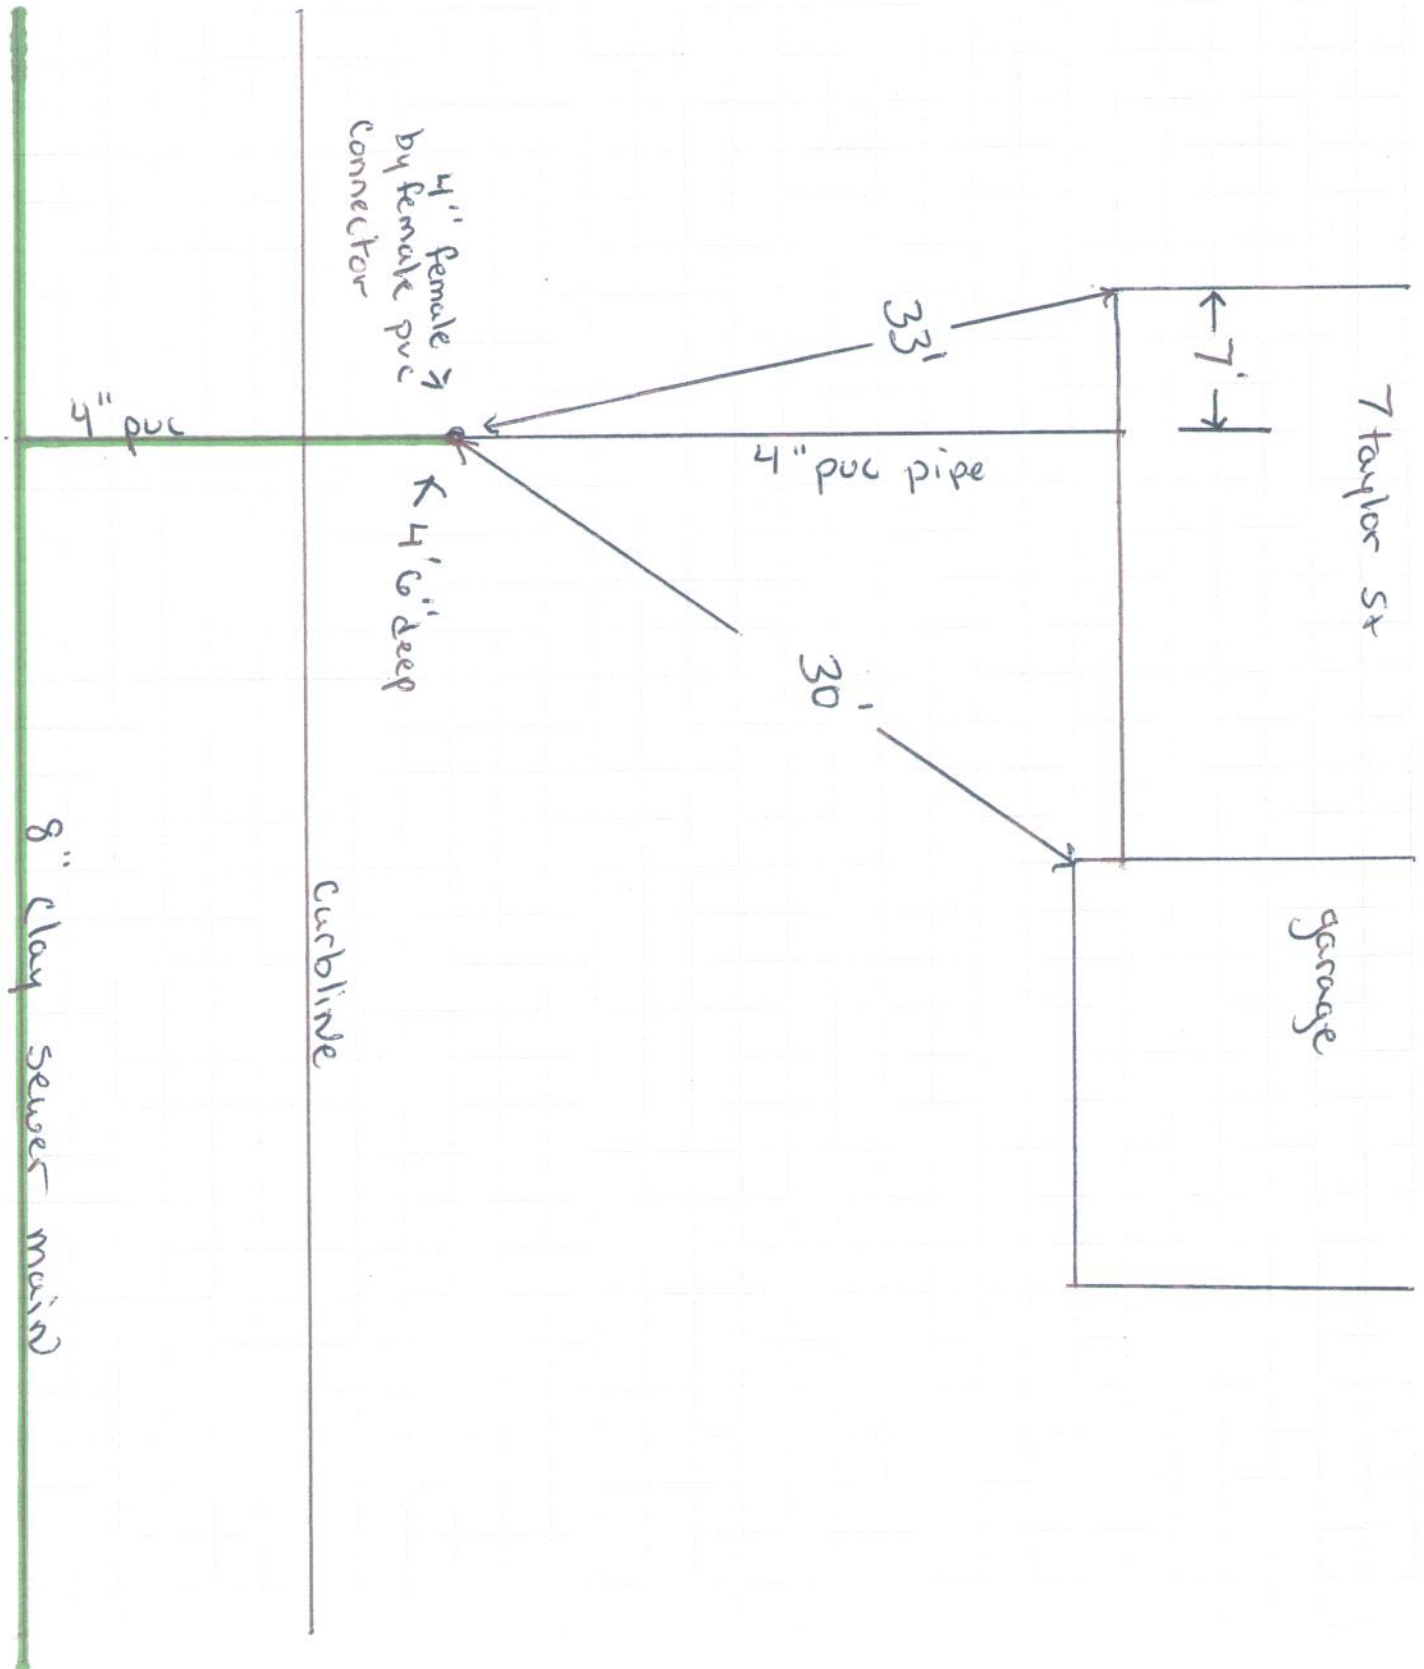 7 taylor St
7'
garage
33'
4" pvc pipe
30'
4" female
by female pvc
connector
4'6" deep
Curbline
4" pvc
8" clay sewer main